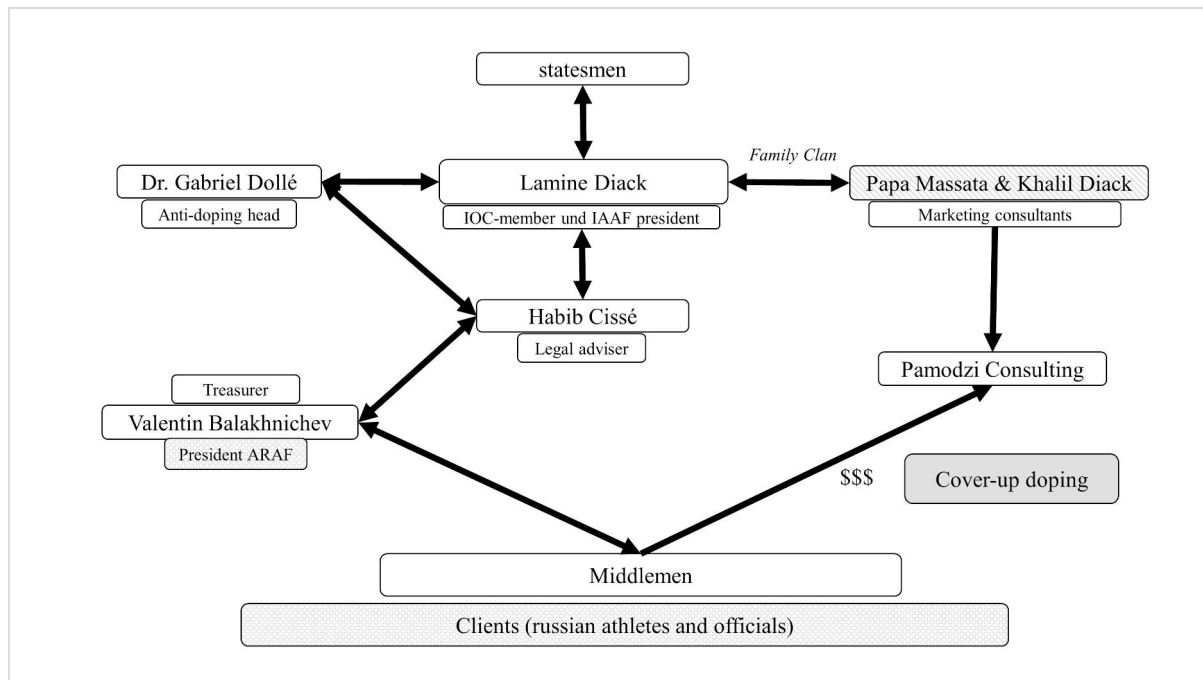 statesmen
Family Clan
Dr. Gabriel Dollé
Lamine Diack
Papa Massata & Khalil Diack
Anti-doping head
IOC-member und IAAF president
Marketing consultants
Habib Cissé
Legal adviser
Pamodzi Consulting
Treasurer
Valentin Balakhnichev
President ARAF
$$$
Cover-up doping
Middlemen
Clients (russian athletes and officials)